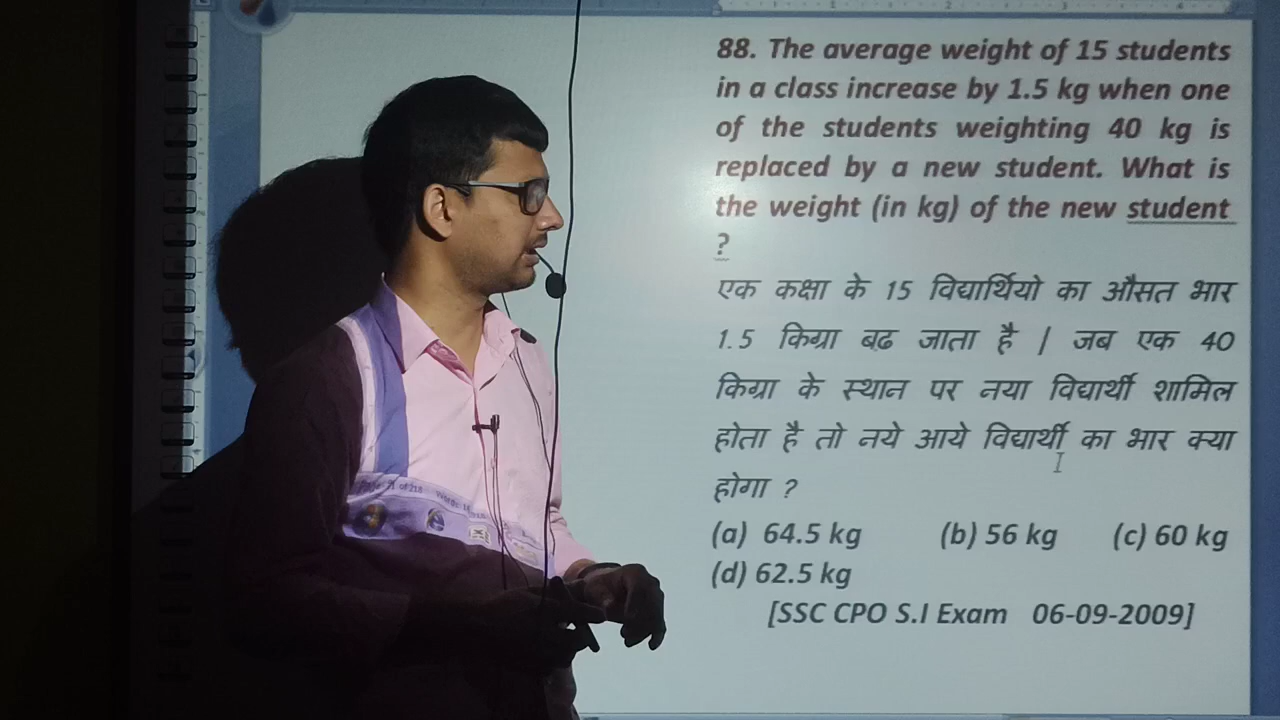 88. The average weight of 15 students
in a class increase by 1.5 kg when one
of the students weighting 40 kg is
replaced by a new student. What is
the weight (in kg) of the new student
?
एक कक्षा के 15 विद्यार्थियो का औसत भार
1.5 किग्रा बढ़ जाता है | जब एक 40
किग्रा के स्थान पर नया विद्यार्थी शामिल
होता है तो नये आये विद्यार्थी का भार क्या
होगा ?
(a) 64.5 kg (b) 56 kg (c) 60 kg
(d) 62.5 kg
[SSC CPO S.I Exam 06-09-2009]